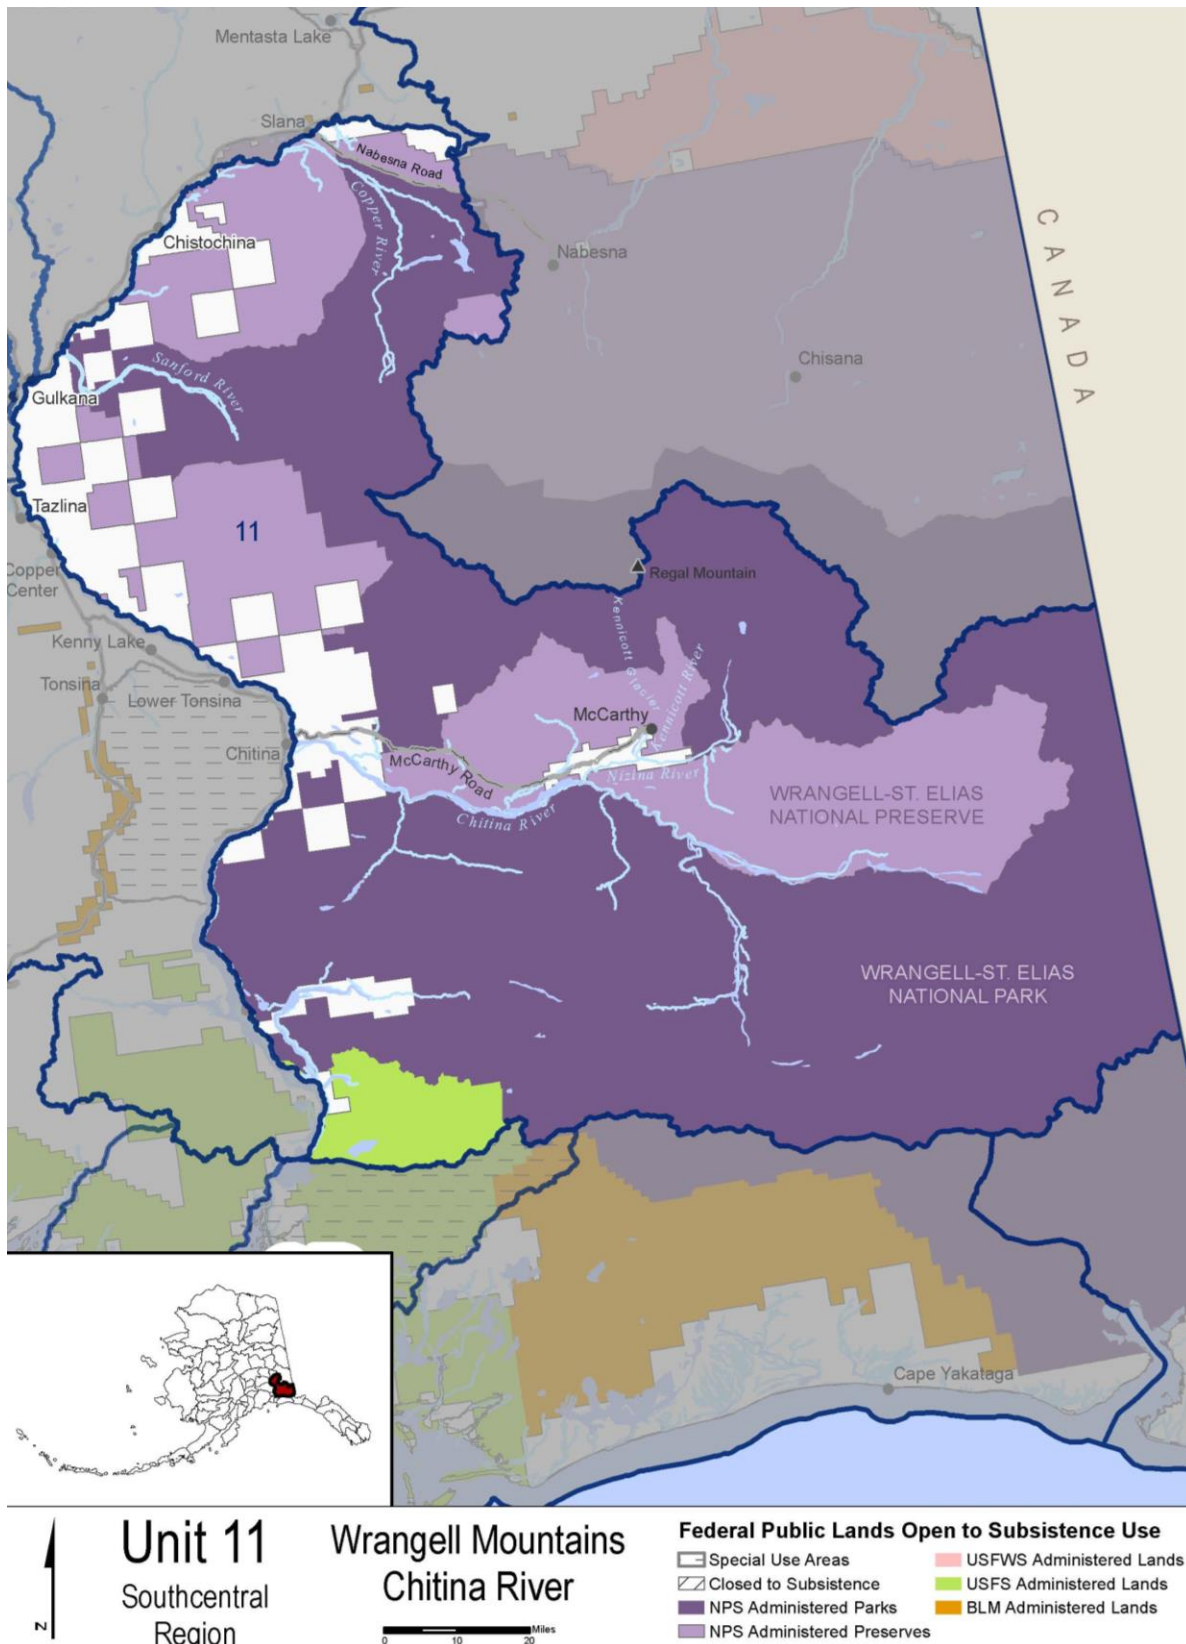 Mentasta Lake
Slana
Nabesna Road
Copper River
Chistochina
Nabesna
CANADA
Sanford River
Chisana
Gulkana
Tazlina
11
Copper
Center
Regal Mountain
Kennicott Glacier
Kennicott River
Kenny Lake
Tonsina
Lower Tonsina
McCarthy
Chitina
McCarthy Road
Nizina River
Chitina River
WRANGELL-ST. ELIAS
NATIONAL PRESERVE
WRANGELL-ST. ELIAS
NATIONAL PARK
Cape Yakataga
N
Unit 11
Southcentral
Region
Wrangell Mountains
Chitina River
Miles
0 10 20
Federal Public Lands Open to Subsistence Use
Special Use Areas
Closed to Subsistence
NPS Administered Parks
NPS Administered Preserves
USFWS Administered Lands
USFS Administered Lands
BLM Administered Lands